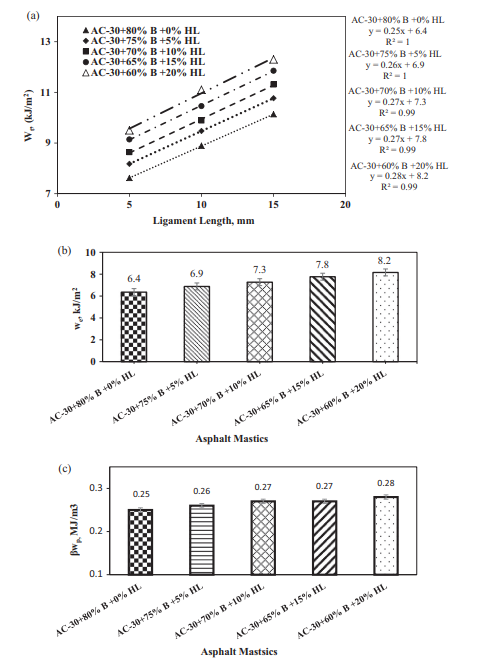 (a)
13
11
9
7
Wt, (kJ/m²)
AC-30+80% B +0% HL
AC-30+75% B +5% HL
AC-30+70% B +10% HL
AC-30+65% B +15% HL
AC-30+60% B +20% HL
0
5
10
15
20
Ligament Length, mm
AC-30+80% B +0% HL
y = 0.25x + 6.4
R² = 1
AC-30+75% B +5% HL
y = 0.26x + 6.9
R² = 1
AC-30+70% B +10% HL
y = 0.27x + 7.3
R² = 0.99
AC-30+65% B +15% HL
y = 0.27x + 7.8
R² = 0.99
AC-30+60% B +20% HL
y = 0.28x + 8.2
R² = 0.99
(b)
10
8
6
4
2
0
we, kJ/m²
6.4
6.9
7.3
7.8
8.2
AC-30+80% B +0% HL
AC-30+75% B +5% HL
AC-30+70% B +10% HL
AC-30+65% B +15% HL
AC-30+60% B +20% HL
Asphalt Mastics
(c)
0.3
0.2
0.1
βwp, MJ/m3
0.25
0.26
0.27
0.27
0.28
AC-30+80% B +0% HL
AC-30+75% B +5% HL
AC-30+70% B +10% HL
AC-30+65% B +15% HL
AC-30+60% B +20% HL
Asphalt Mastsics